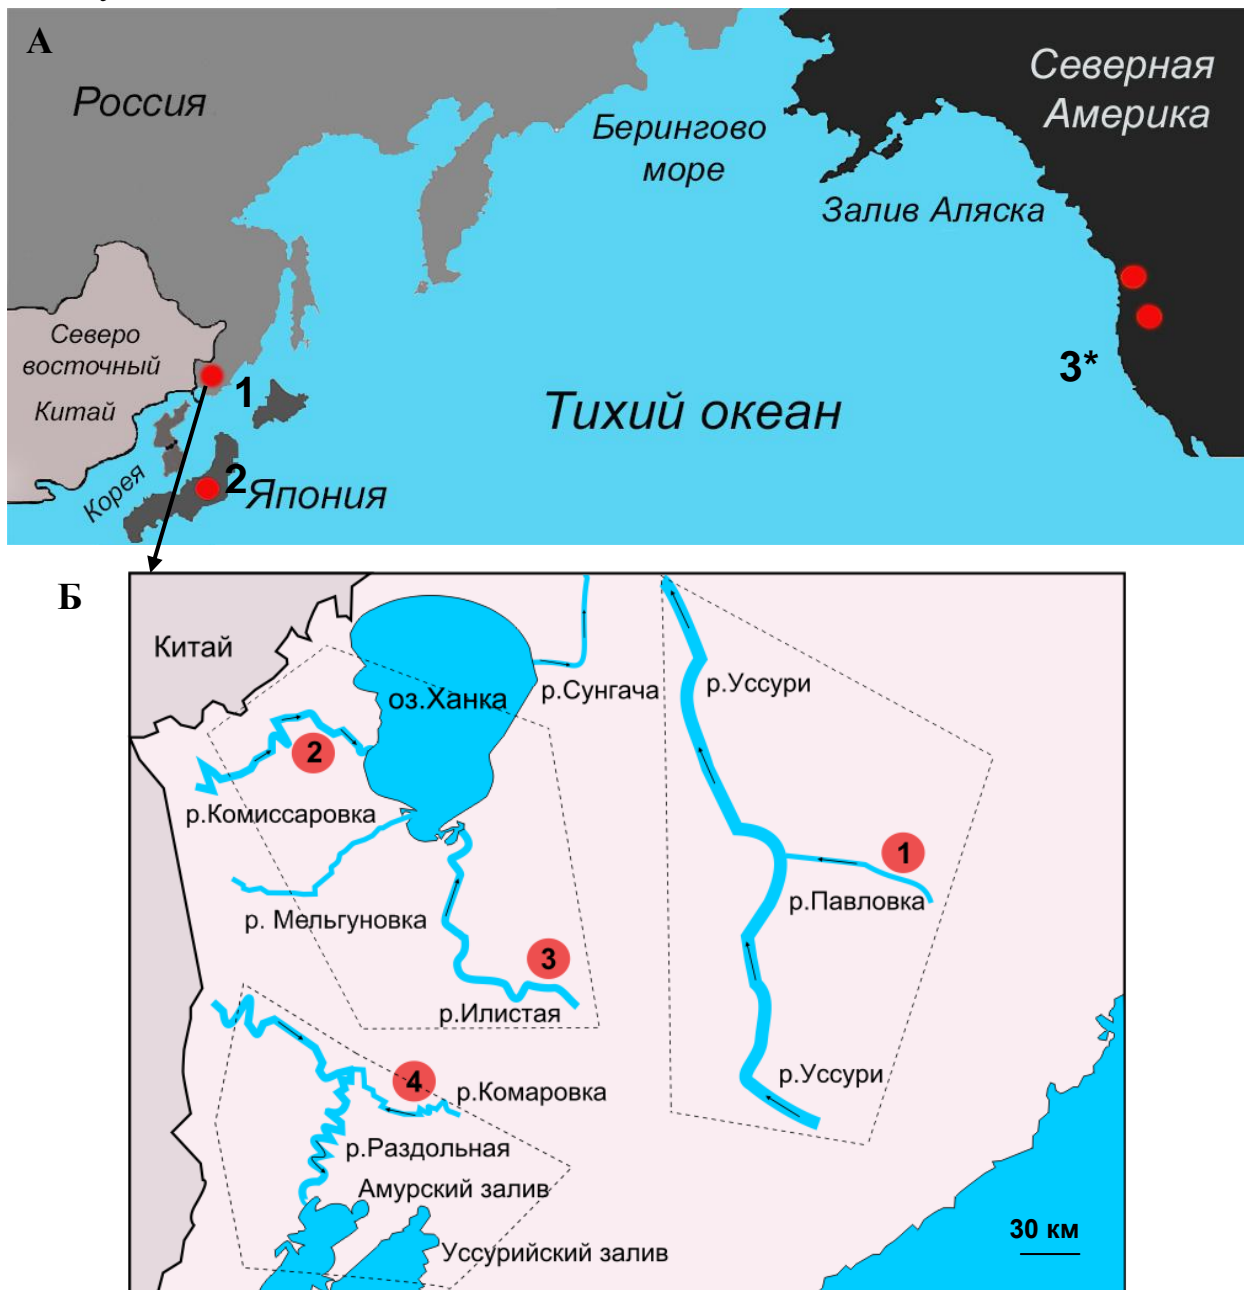 А
Россия
Северная
Америка
Берингово
море
Залив Аляска
Северо
восточный
Китай
1
3*
Тихий океан
Корея
2
Япония
Б
Китай
оз.Ханка
р.Сунгача
р.Уссури
2
р.Комиссаровка
1
р.Павловка
р. Мельгуновка
3
р.Илистая
4
р.Комаровка
р.Уссури
р.Раздольная
Амурский залив
Уссурийский залив
30 км